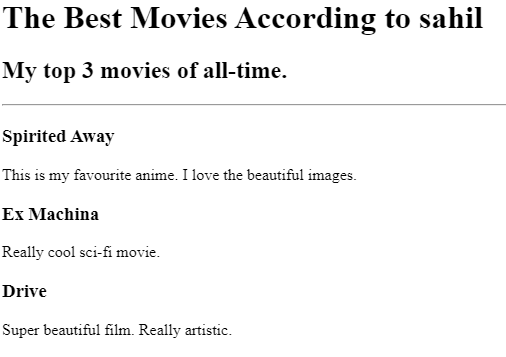 The Best Movies According to sahil
My top 3 movies of all-time.
Spirited Away
This is my favourite anime. I love the beautiful images.
Ex Machina
Really cool sci-fi movie.
Drive
Super beautiful film. Really artistic.